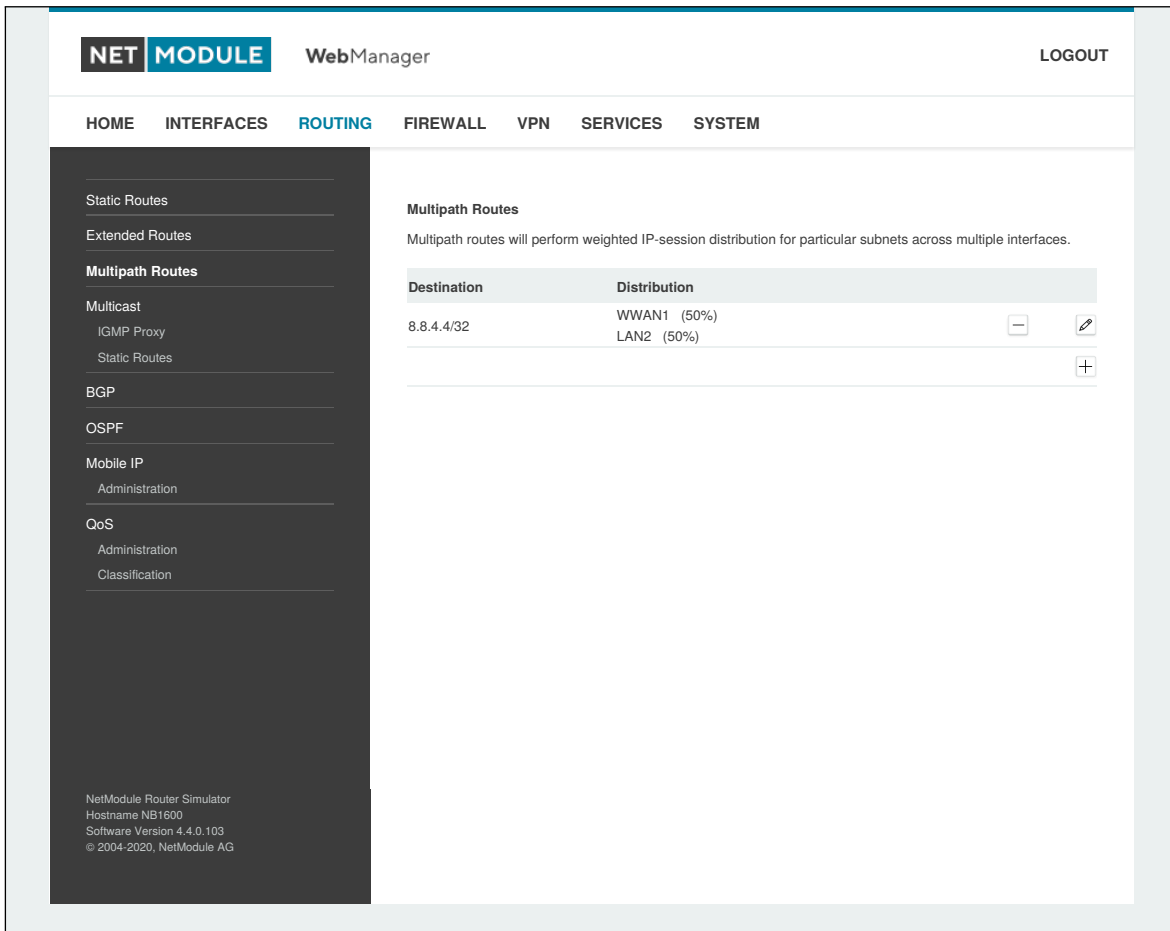 NET MODULE WebManager LOGOUT
HOME INTERFACES ROUTING FIREWALL VPN SERVICES SYSTEM
Static Routes
Extended Routes
Multipath Routes
Multicast
IGMP Proxy
Static Routes
BGP
OSPF
Mobile IP
Administration
QoS
Administration
Classification
NetModule Router Simulator
Hostname NB1600
Software Version 4.4.0.103
© 2004-2020, NetModule AG
Multipath Routes
Multipath routes will perform weighted IP-session distribution for particular subnets across multiple interfaces.
Destination Distribution
8.8.4.4/32 WWAN1 (50%)
LAN2 (50%)